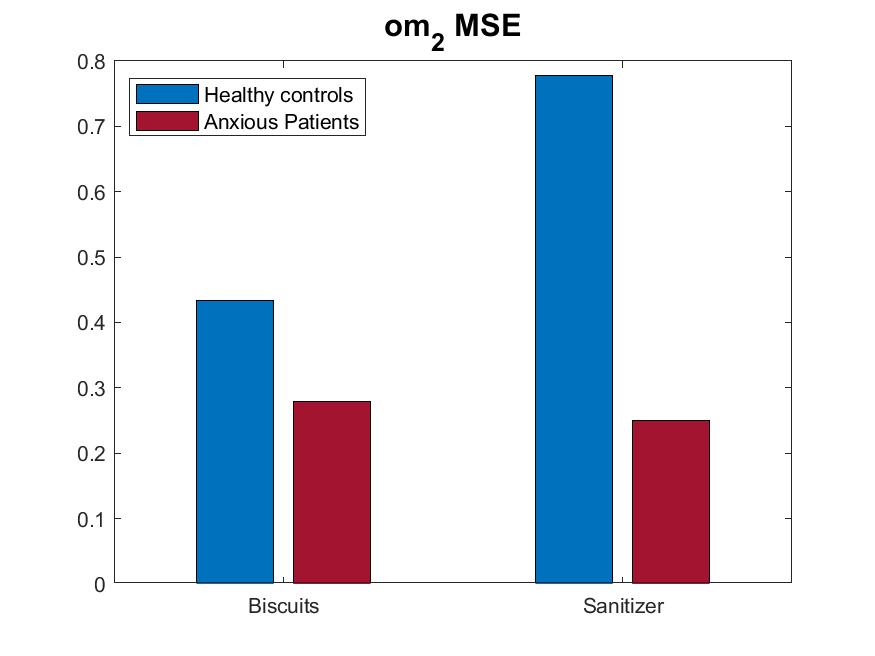 om₂ MSE
0.8
0.7
0.6
0.5
0.4
0.3
0.2
0.1
0
Healthy controls
Anxious Patients
Biscuits
Sanitizer